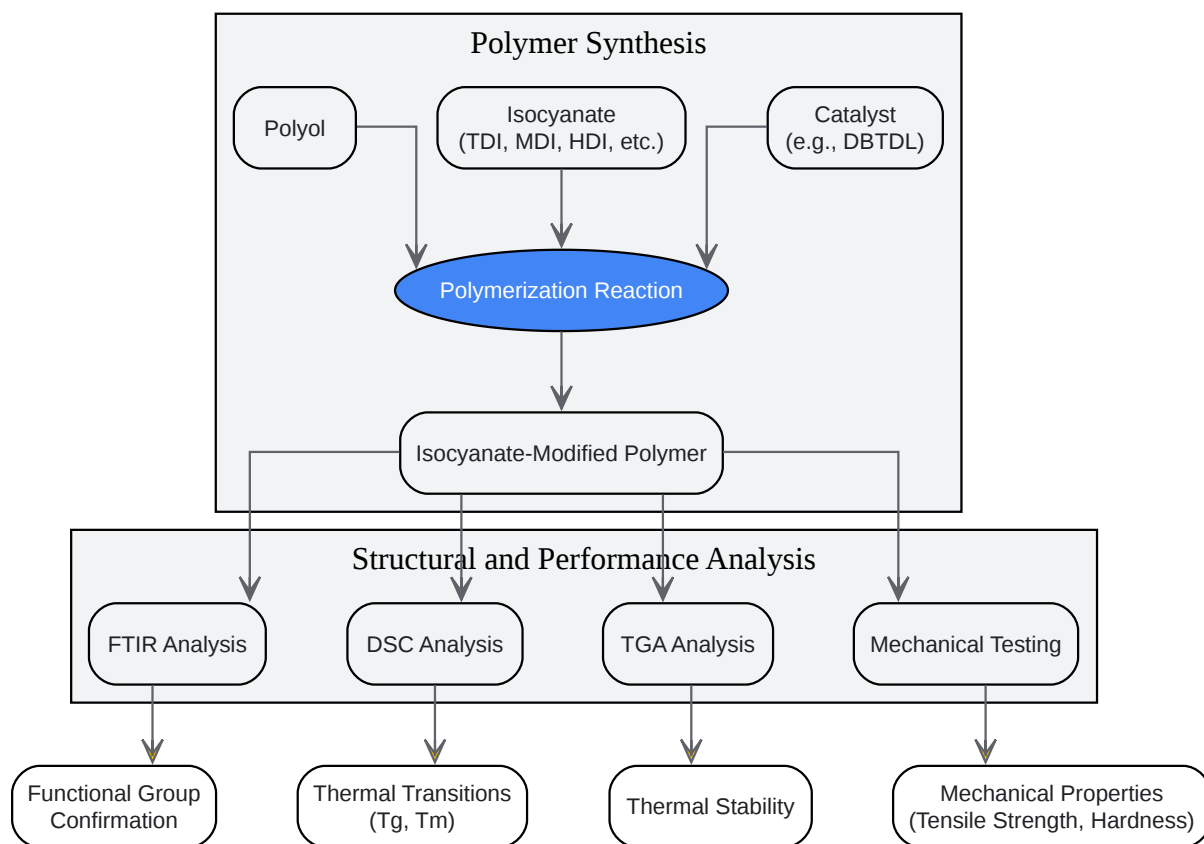 Polymer Synthesis
Polyol
Isocyanate
(TDI, MDI, HDI, etc.)
Catalyst
(e.g., DBTDL)
Polymerization Reaction
Isocyanate-Modified Polymer
Structural and Performance Analysis
FTIR Analysis
DSC Analysis
TGA Analysis
Mechanical Testing
Functional Group
Confirmation
Thermal Transitions
(Tg, Tm)
Thermal Stability
Mechanical Properties
(Tensile Strength, Hardness)